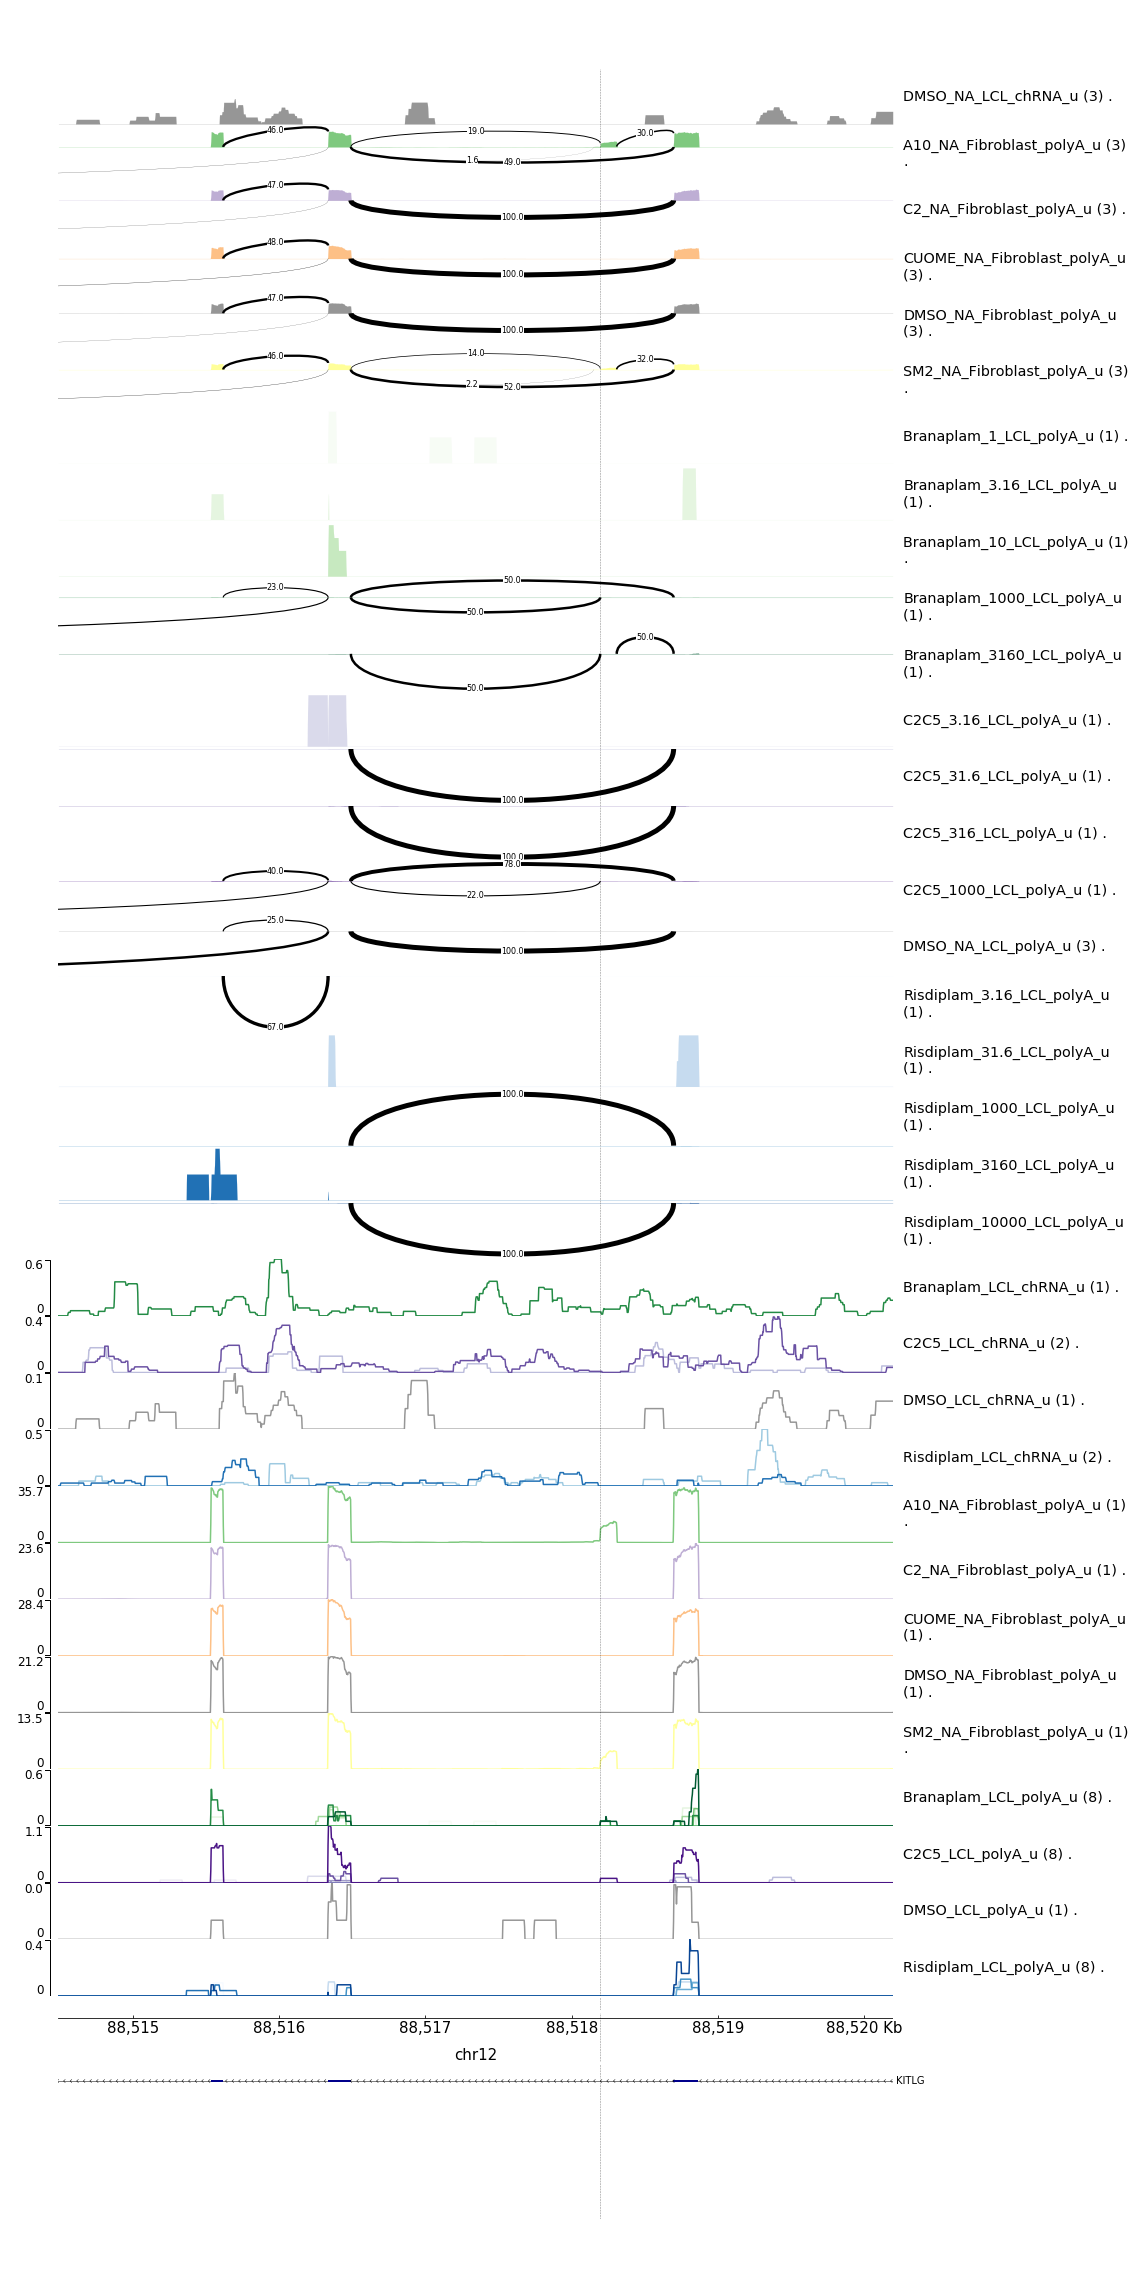 DMSO_NA_LCL_chRNA_u (3) .
46.0
19.0
30.0
1.6
49.0
A10_NA_Fibroblast_polyA_u (3)
.
47.0
100.0
C2_NA_Fibroblast_polyA_u (3) .
48.0
100.0
CUOME_NA_Fibroblast_polyA_u
(3) .
47.0
100.0
DMSO_NA_Fibroblast_polyA_u
(3) .
46.0
14.0
32.0
2.2
52.0
SM2_NA_Fibroblast_polyA_u (3)
.
Branaplam_1_LCL_polyA_u (1) .
Branaplam_3.16_LCL_polyA_u
(1) .
Branaplam_10_LCL_polyA_u (1)
.
23.0
50.0
50.0
Branaplam_1000_LCL_polyA_u
(1) .
50.0
50.0
Branaplam_3160_LCL_polyA_u
(1) .
C2C5_3.16_LCL_polyA_u (1) .
100.0
C2C5_31.6_LCL_polyA_u (1) .
100.0
C2C5_316_LCL_polyA_u (1) .
78.0
40.0
22.0
C2C5_1000_LCL_polyA_u (1) .
25.0
100.0
DMSO_NA_LCL_polyA_u (3) .
67.0
Risdiplam_3.16_LCL_polyA_u
(1) .
Risdiplam_31.6_LCL_polyA_u
(1) .
100.0
Risdiplam_1000_LCL_polyA_u
(1) .
Risdiplam_3160_LCL_polyA_u
(1) .
100.0
Risdiplam_10000_LCL_polyA_u
(1) .
0.6
0
Branaplam_LCL_chRNA_u (1) .
0.4
0
C2C5_LCL_chRNA_u (2) .
0.1
0
DMSO_LCL_chRNA_u (1) .
0.5
0
Risdiplam_LCL_chRNA_u (2) .
35.7
0
A10_NA_Fibroblast_polyA_u (1)
.
23.6
0
C2_NA_Fibroblast_polyA_u (1) .
28.4
0
CUOME_NA_Fibroblast_polyA_u
(1) .
21.2
0
DMSO_NA_Fibroblast_polyA_u
(1) .
13.5
0
SM2_NA_Fibroblast_polyA_u (1)
.
0.6
0
Branaplam_LCL_polyA_u (8) .
1.1
0
C2C5_LCL_polyA_u (8) .
0.0
0
DMSO_LCL_polyA_u (1) .
0.4
0
Risdiplam_LCL_polyA_u (8) .
88,515 88,516 88,517 88,518 88,519 88,520 Kb
chr12
KITLG